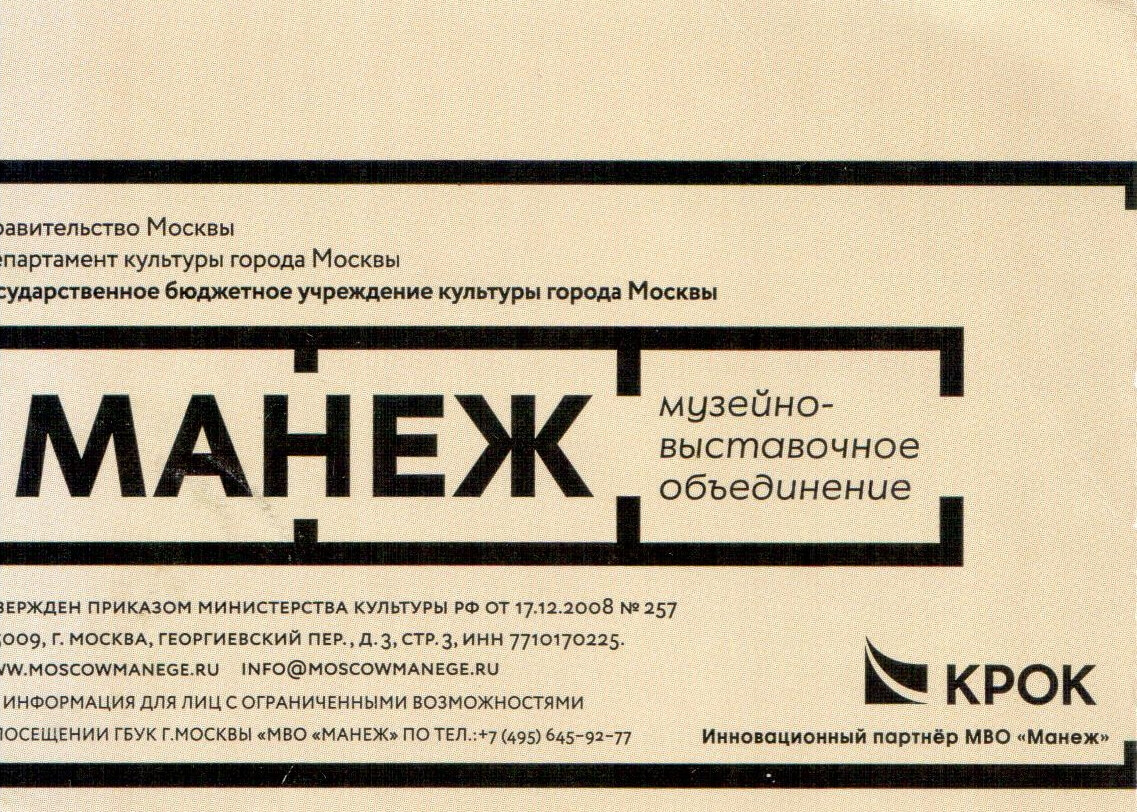 равительство Москвы
епартамент культуры города Москвы
сударственное бюджетное учреждение культуры города Москвы
МАНЕЖ
музейно-
выставочное
объединение
ВЕРЖДЕН ПРИКАЗОМ МИНИСТЕРСТВА КУЛЬТУРЫ РФ ОТ 17.12.2008 № 257
5009, Г. МОСКВА, ГЕОРГИЕВСКИЙ ПЕР., Д.3, СТР.3, ИНН 7710170225.
WW.MOSCOWMANEGE.RU INFO@MOSCOWMANEGE.RU
ИНФОРМАЦИЯ ДЛЯ ЛИЦ С ОГРАНИЧЕННЫМИ ВОЗМОЖНОСТЯМИ
ПОСЕЩЕНИИ ГБУК Г.МОСКВЫ «МВО «МАНЕЖ» ПО ТЕЛ.:+7 (495) 645-92-77
КРОК
Инновационный партнёр МВО «Манеж»